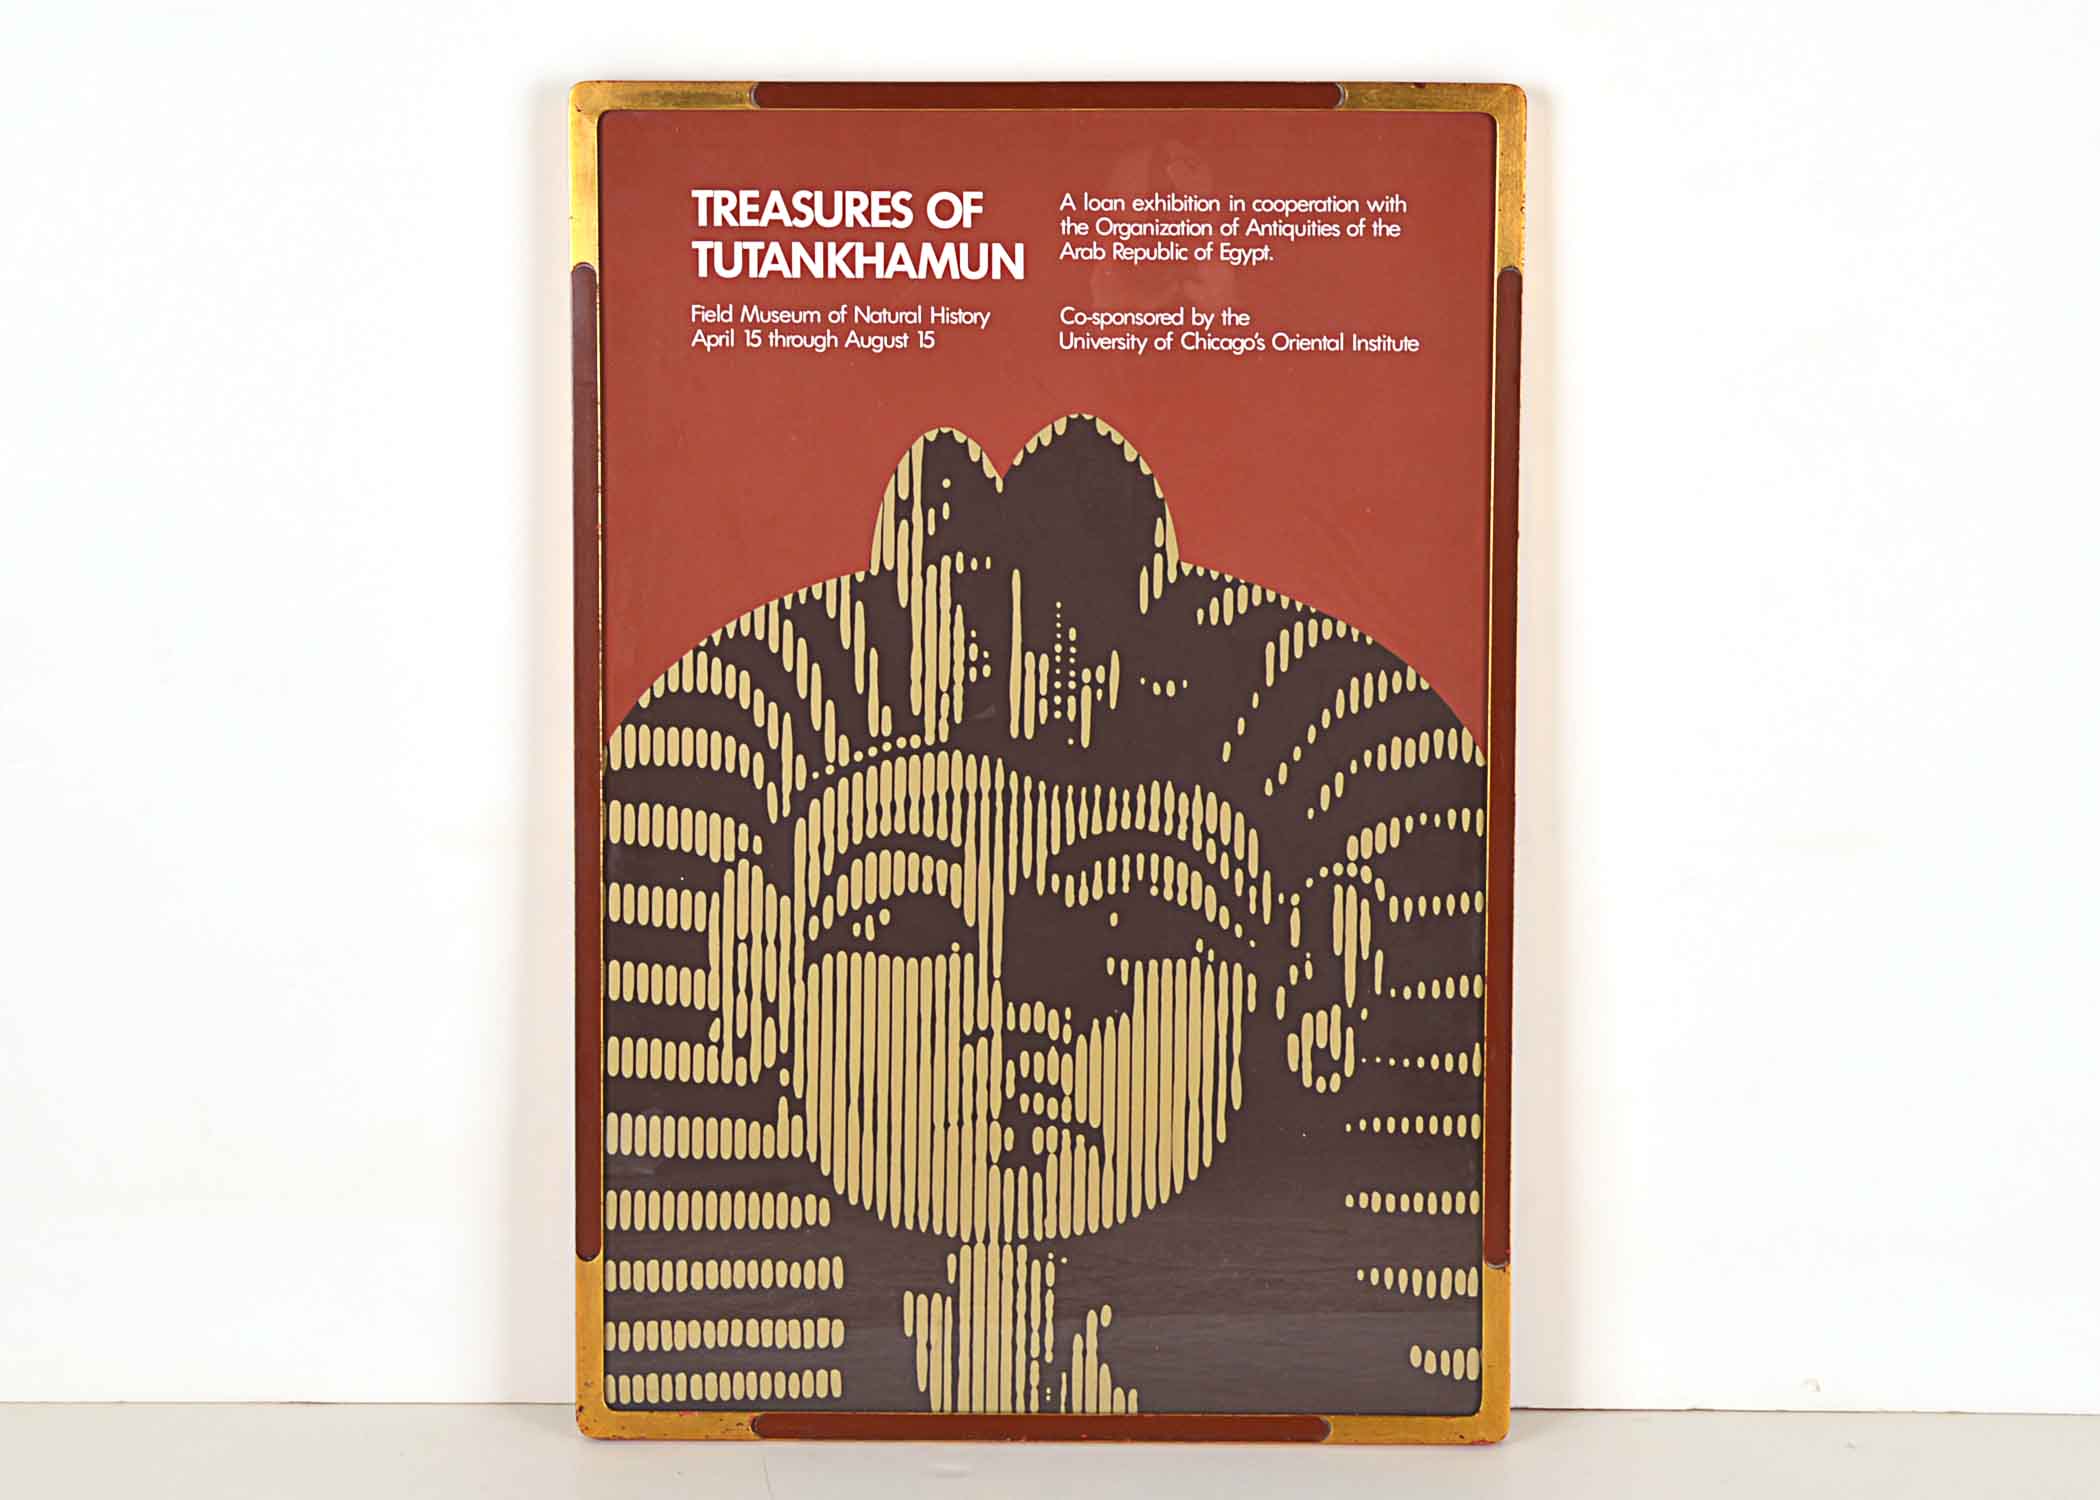 TREASURES OF
TUTANKHAMUN
Field Museum of Natural History
April 15 through August 15
A loan exhibition in cooperation with
the Organization of Antiquities of the
Arab Republic of Egypt.
Co-sponsored by the
University of Chicago's Oriental Institute